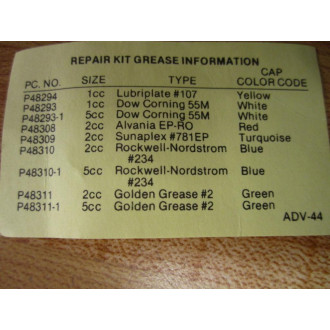 REPAIR KIT GREASE INFORMATION
PC. NO. SIZE TYPE CAP COLOR CODE
P48294 1cc Lubriplate #107 Yellow
P48293 1cc Dow Corning 55M White
P48293-1 5cc Dow Corning 55M White
P48308 2cc Alvania EP-RO Red
P48309 2cc Sunaplex #781EP Turquoise
P48310 2cc Rockwell-Nordstrom Blue
#234
P48310-1 5cc Rockwell-Nordstrom Blue
#234
P48311 2cc Golden Grease #2 Green
P48311-1 5cc Golden Grease #2 Green
ADV-44